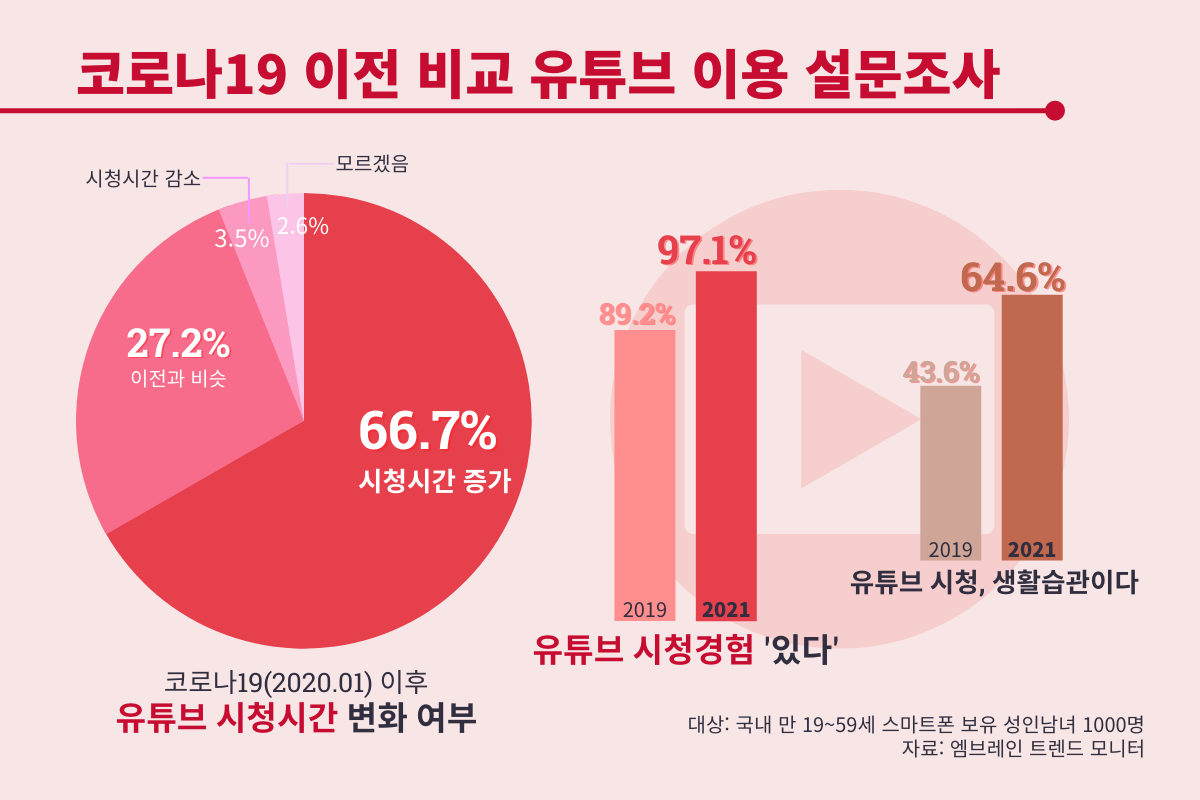 코로나19 이전 비교 유튜브 이용 설문조사
시청시간 감소
모르겠음
3.5%
2.6%
27.2%
이전과 비슷
66.7%
시청시간 증가
코로나19(2020.01) 이후
유튜브 시청시간 변화 여부
89.2%
97.1%
2019
2021
유튜브 시청경험 '있다'
43.6%
64.6%
2019
2021
유튜브 시청, 생활습관이다
대상: 국내 만 19~59세 스마트폰 보유 성인남녀 1000명
자료: 엠브레인 트렌드 모니터